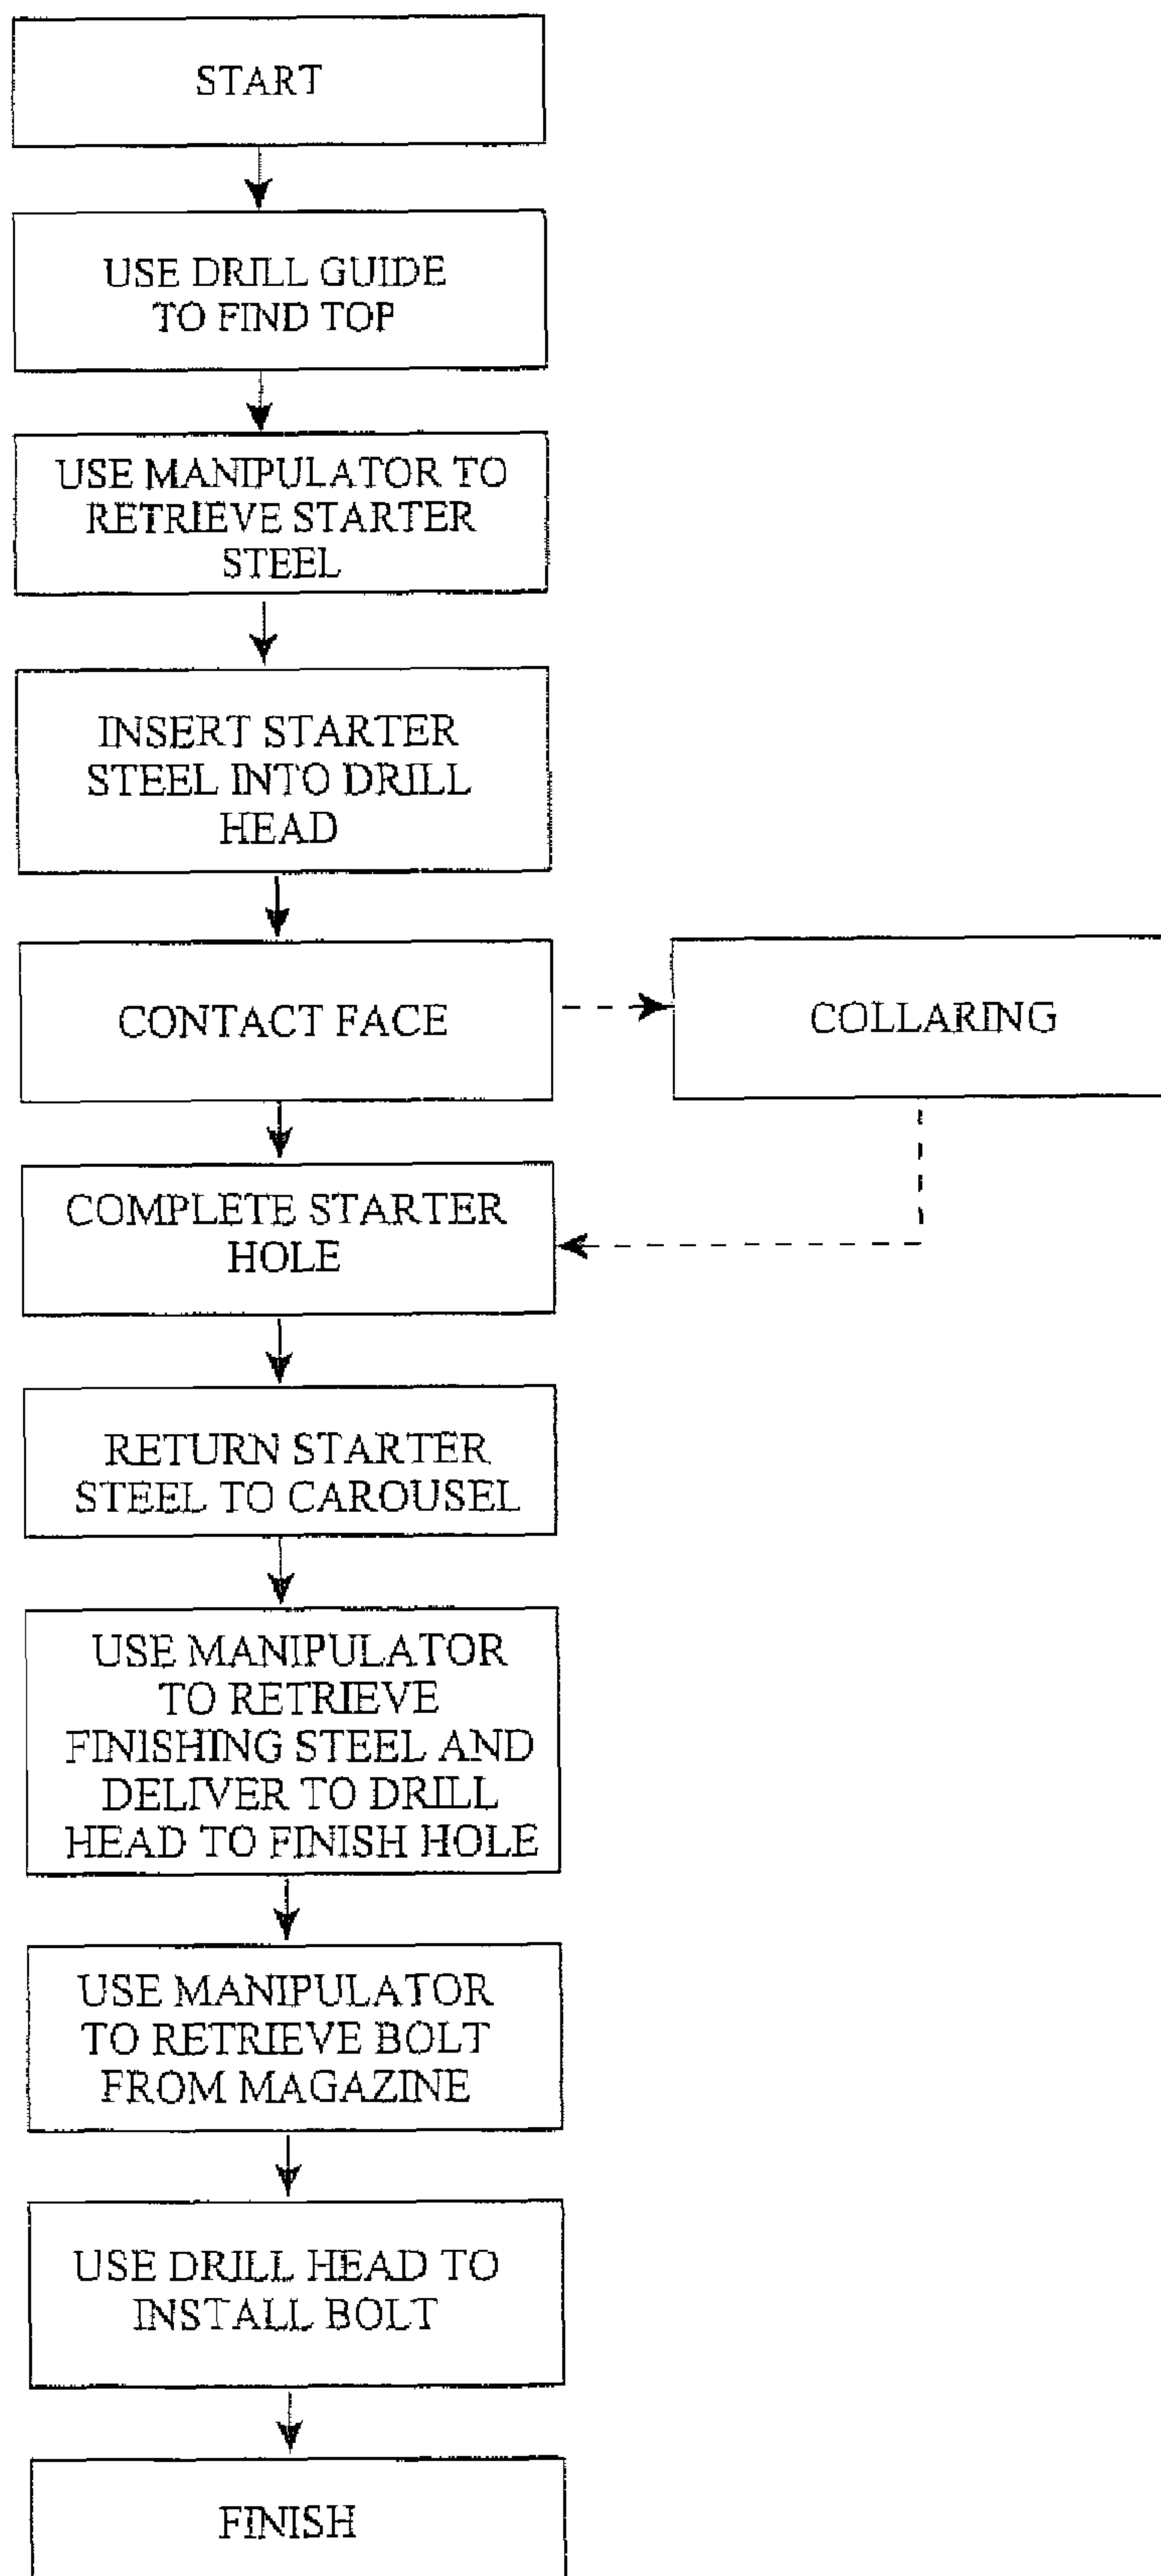 START
USE DRILL GUIDE
TO FIND TOP
USE MANIPULATOR TO
RETRIEVE STARTER
STEEL
INSERT STARTER
STEEL INTO DRILL
HEAD
CONTACT FACE
COLLARING
COMPLETE STARTER
HOLE
RETURN STARTER
STEEL TO CAROUSEL
USE MANIPULATOR
TO RETRIEVE
FINISHING STEEL AND
DELIVER TO DRILL
HEAD TO FINISH HOLE
USE MANIPULATOR
TO RETRIEVE BOLT
FROM MAGAZINE
USE DRILL HEAD TO
INSTALL BOLT
FINISH